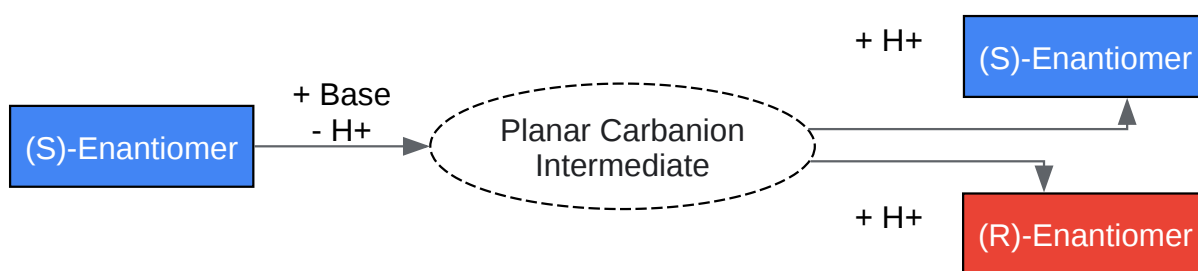 (S)-Enantiomer
+ Base
- H+
Planar Carbanion
Intermediate
+ H+
(S)-Enantiomer
+ H+
(R)-Enantiomer